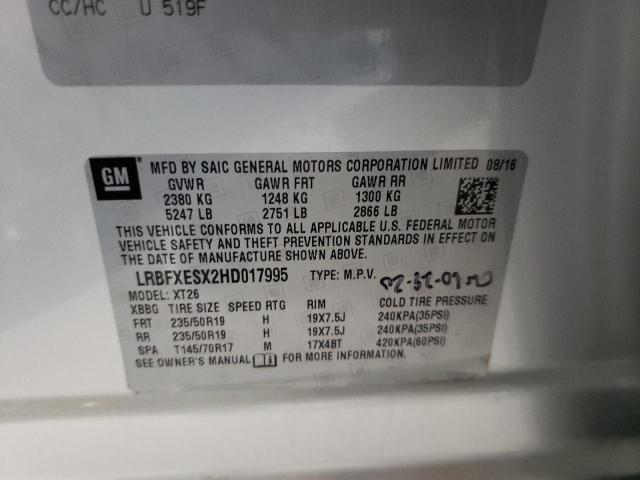 CC/HC U 519F
GM
MFD BY SAIC GENERAL MOTORS CORPORATION LIMITED 08/16
GVWR GAWR FRT GAWR RR
2380 KG 1248 KG 1300 KG
5247 LB 2751 LB 2866 LB
THIS VEHICLE CONFORMS TO ALL APPLICABLE U.S. FEDERAL MOTOR
VEHICLE SAFETY AND THEFT PREVENTION STANDARDS IN EFFECT ON
THE DATE OF MANUFACTURE SHOWN ABOVE.
LRBFXESX2HD017995 TYPE: M.P.V.
MODEL: XT26
XBBG TIRE SIZE SPEED RTG RIM COLD TIRE PRESSURE
FRT 235/50R19 H 19X7.5J 240KPA(35PSI)
RR 235/50R19 H 19X7.5J 240KPA(35PSI)
SPA T145/70R17 M 17X4BT 420KPA(60PSI)
SEE OWNER'S MANUAL FOR MORE INFORMATION.